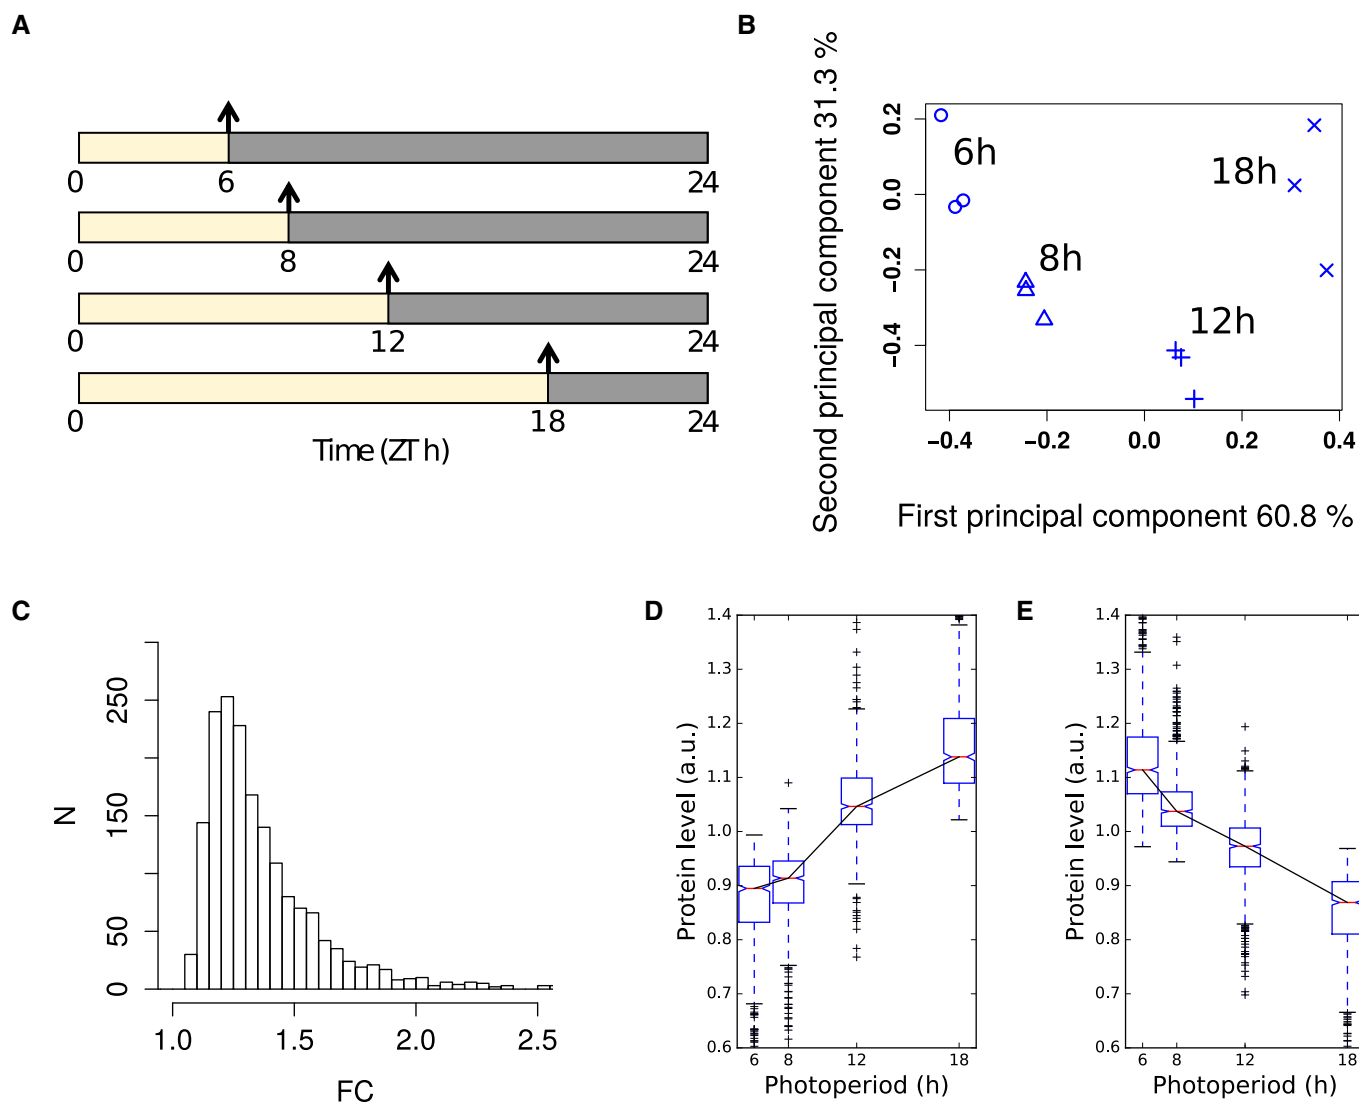 A
0 6 24
0 8 24
0 12 24
0 18 24
Time (ZT h)
B
Second principal component 31.3 %
0.2
0.0
−0.2
−0.4
6h
8h
12h
18h
−0.4 −0.2 0.0 0.2 0.4
First principal component 60.8 %
C
N
250
150
50
0
1.0 1.5 2.0 2.5
FC
D
Protein level (a.u.)
1.4
1.3
1.2
1.1
1.0
0.9
0.8
0.7
0.6
6 8 12 18
Photoperiod (h)
E
Protein level (a.u.)
1.4
1.3
1.2
1.1
1.0
0.9
0.8
0.7
0.6
6 8 12 18
Photoperiod (h)